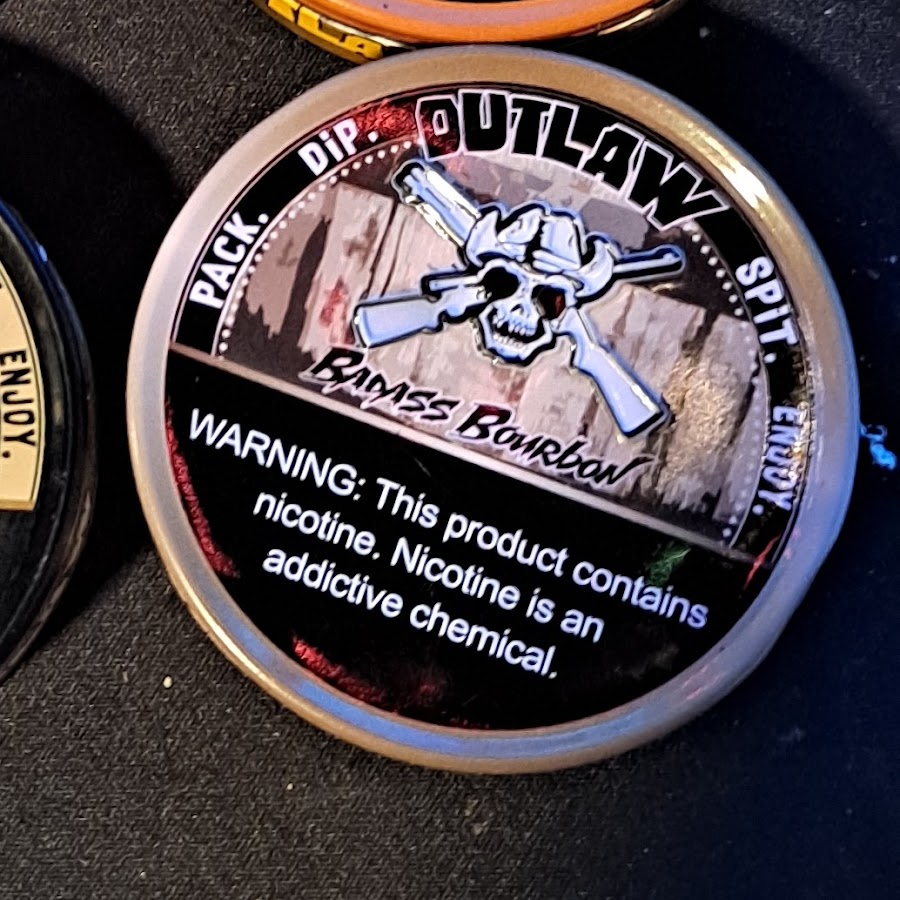 PACK. DiP. OUTLAW SPiT. ENJOY.
BADASS BOURBON
WARNING: This product contains
nicotine. Nicotine is an
addictive chemical.
ENJOY.